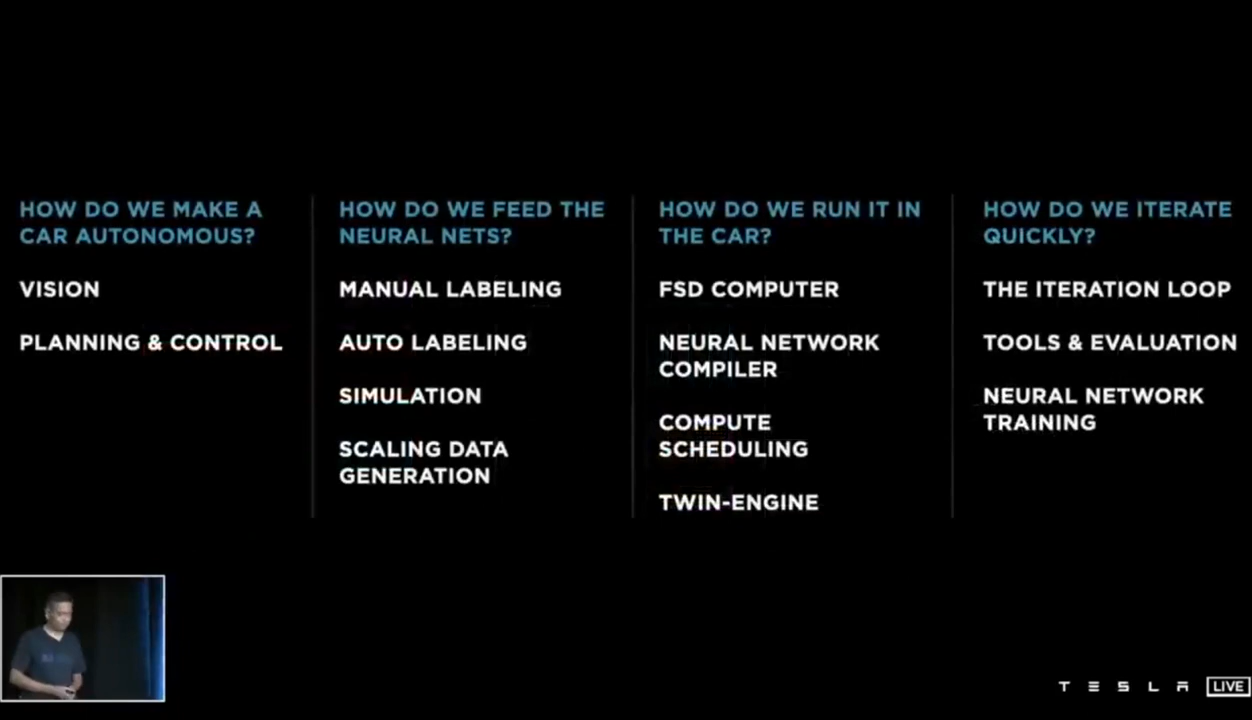 HOW DO WE MAKE A
CAR AUTONOMOUS?
VISION
PLANNING & CONTROL
HOW DO WE FEED THE
NEURAL NETS?
MANUAL LABELING
AUTO LABELING
SIMULATION
SCALING DATA
GENERATION
HOW DO WE RUN IT IN
THE CAR?
FSD COMPUTER
NEURAL NETWORK
COMPILER
COMPUTE
SCHEDULING
TWIN-ENGINE
HOW DO WE ITERATE
QUICKLY?
THE ITERATION LOOP
TOOLS & EVALUATION
NEURAL NETWORK
TRAINING
TESLA LIVE